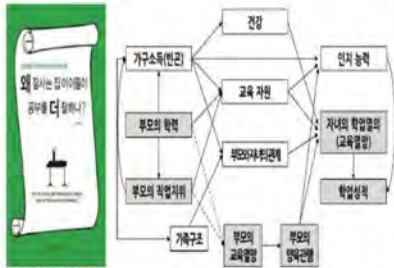 왜 잘사는 집 아이들이
공부를 더 잘하나?
건강
가구소득(빈곤)
인지 능력
교육 자원
부모의 학력
부모와 자녀의 관계
자녀의 학업열의
(교육열망)
부모의 직업지위
학업성적
가족구조
부모의
교육열망
부모의
양육관행